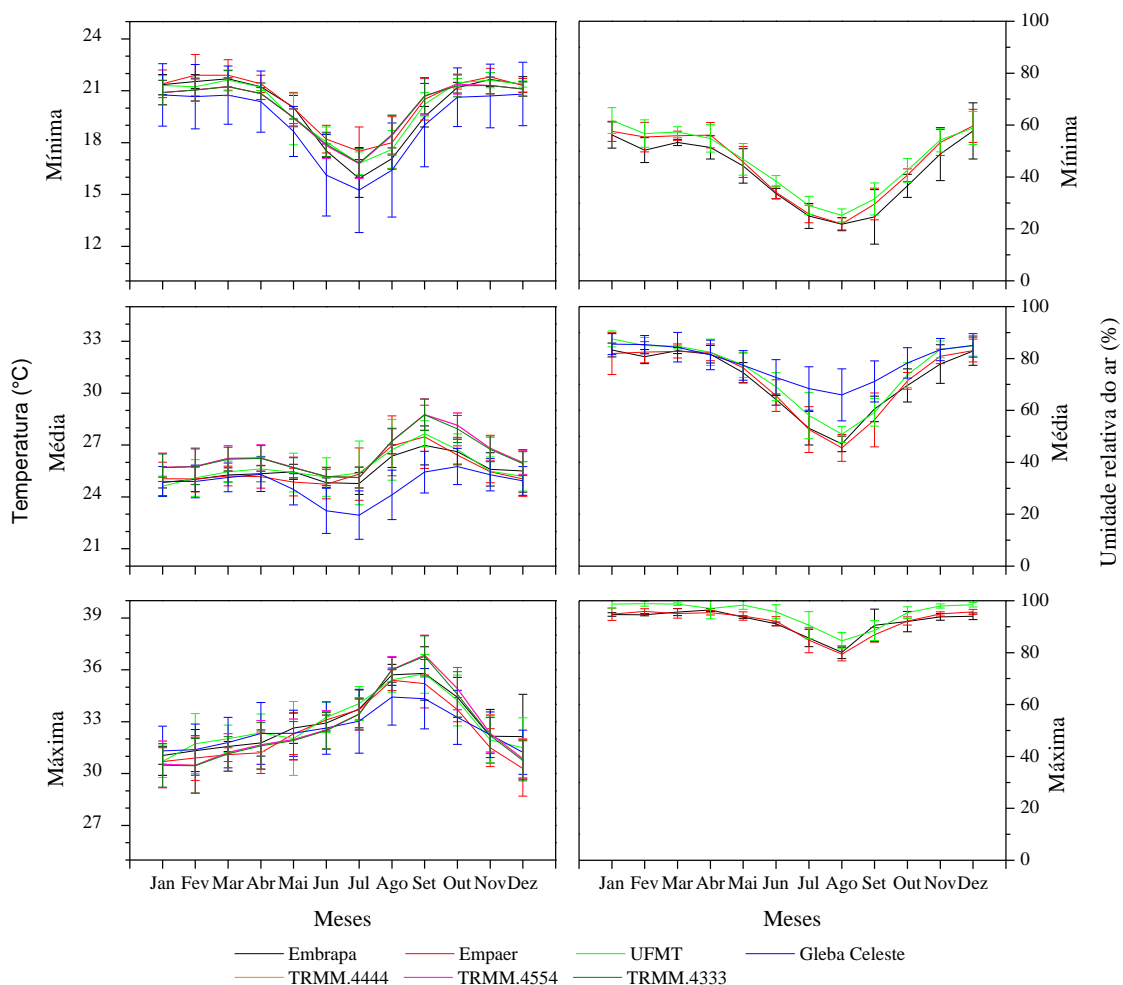 24
21
18
15
12
Mínima
100
80
60
40
20
0
Mínima
33
30
27
24
21
Média
Temperatura (°C)
100
80
60
40
20
0
Média
Umidade relativa do ar (%)
39
36
33
30
27
Máxima
100
80
60
40
20
0
Máxima
Jan Fev Mar Abr Mai Jun Jul Ago Set Out Nov Dez
Jan Fev Mar Abr Mai Jun Jul Ago Set Out Nov Dez
Meses
Meses
Embrapa Empaer UFMT Gleba Celeste
TRMM.4444 TRMM.4554 TRMM.4333